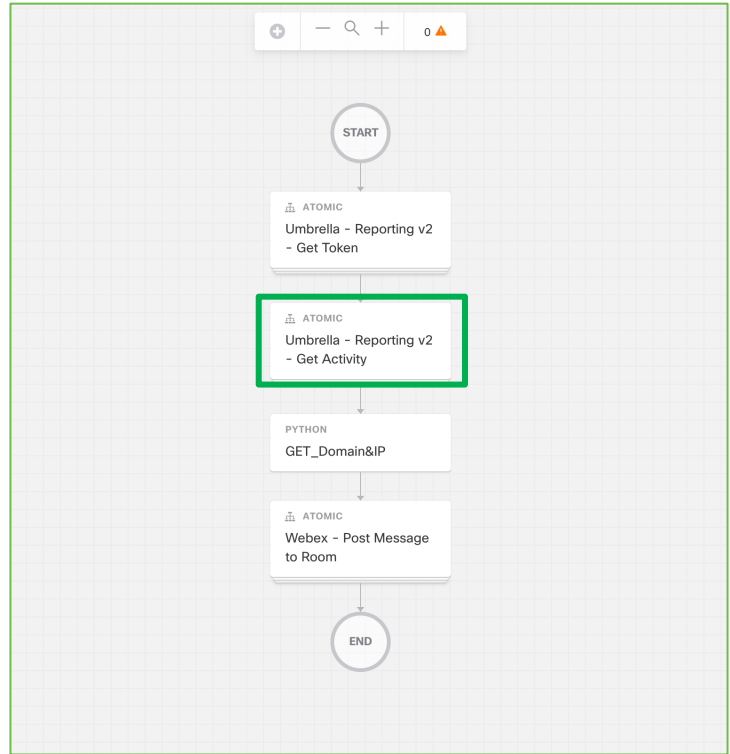 0
START
ATOMIC
Umbrella - Reporting v2
- Get Token
ATOMIC
Umbrella - Reporting v2
- Get Activity
PYTHON
GET_Domain&IP
ATOMIC
Webex - Post Message
to Room
END